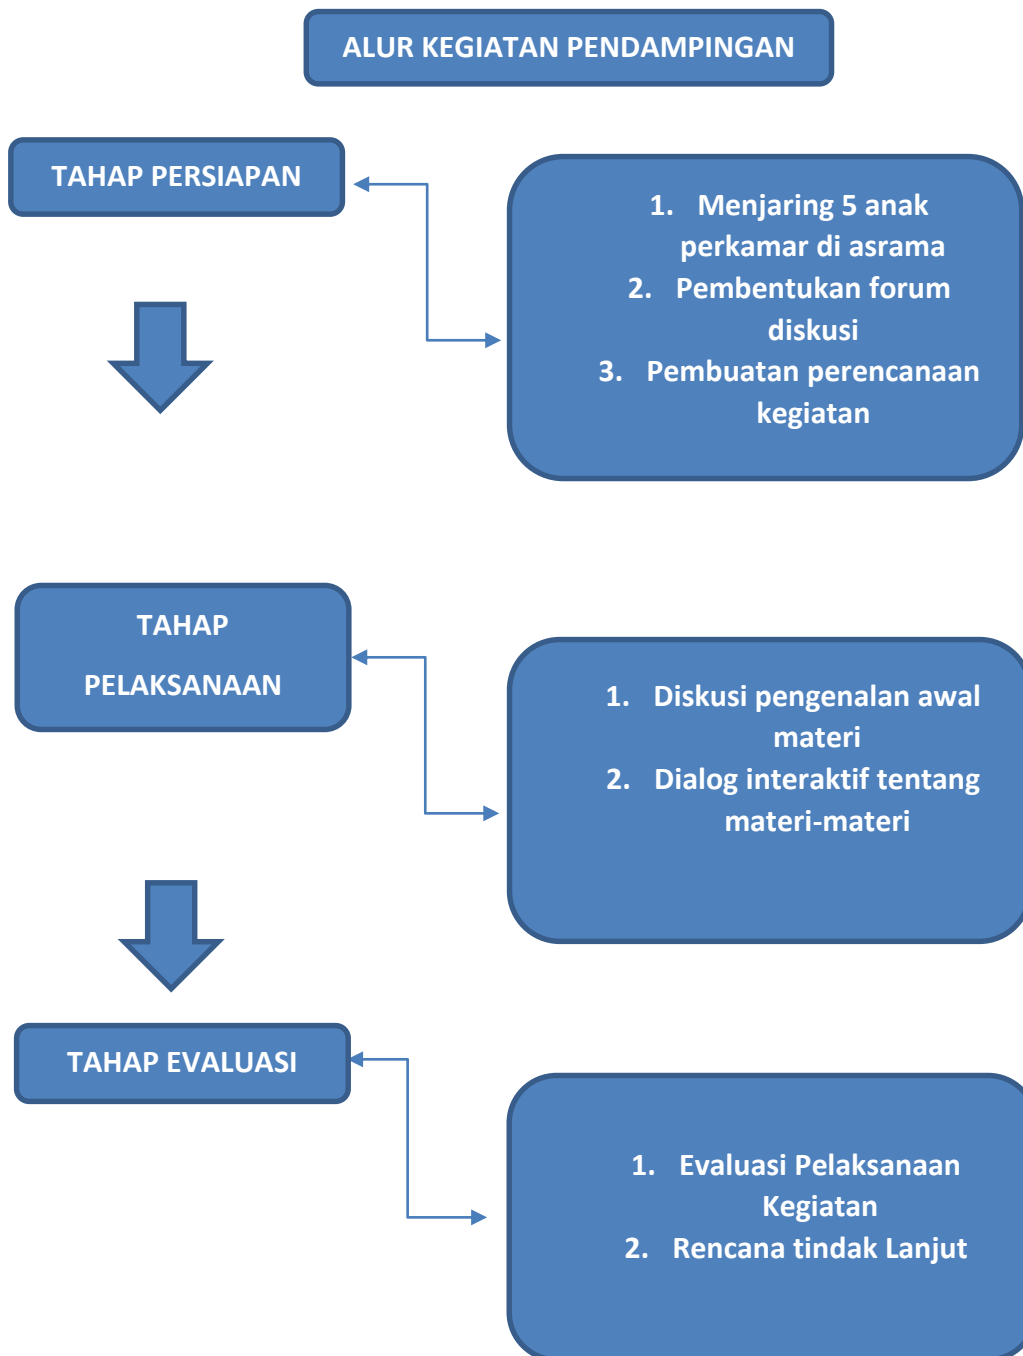 ALUR KEGIATAN PENDAMPINGAN
TAHAP PERSIAPAN
1. Menjaring 5 anak
perkamar di asrama
2. Pembentukan forum
diskusi
3. Pembuatan perencanaan
kegiatan
TAHAP
PELAKSANAAN
1. Diskusi pengenalan awal
materi
2. Dialog interaktif tentang
materi-materi
TAHAP EVALUASI
1. Evaluasi Pelaksanaan
Kegiatan
2. Rencana tindak Lanjut